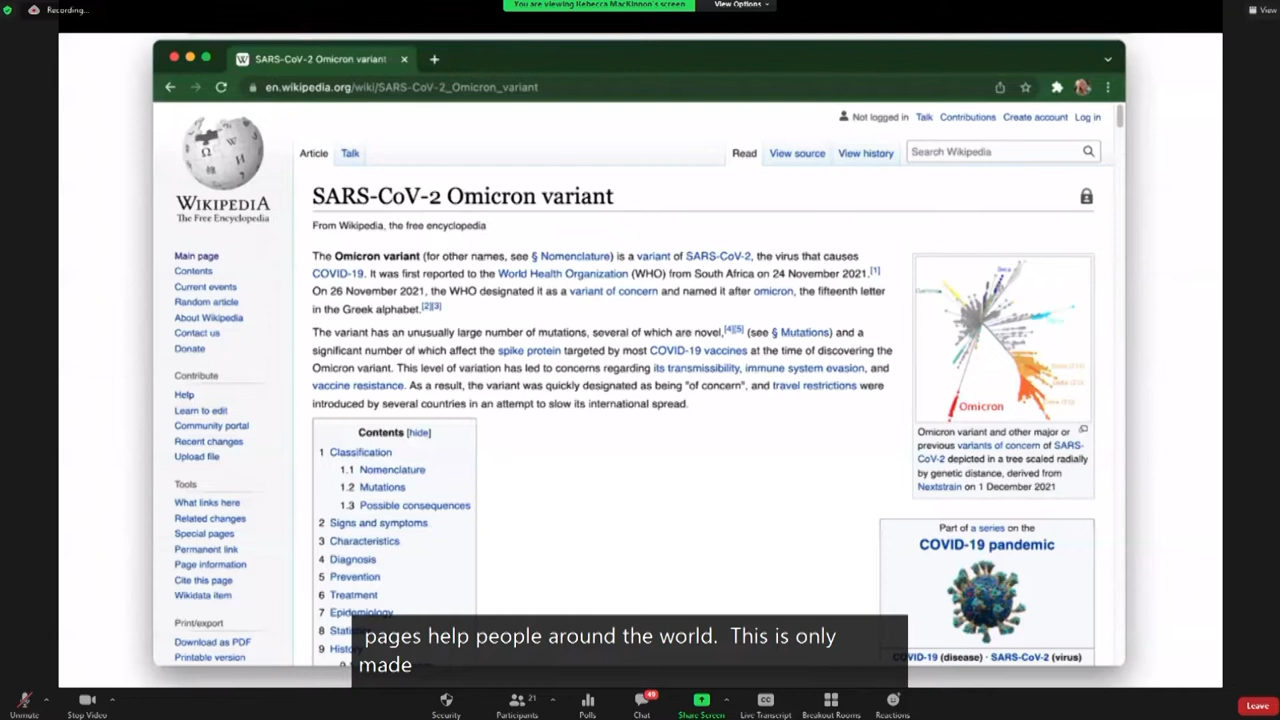 Recording...
You are viewing Rebecca MacKinnon's screen
View Options
View
SARS-CoV-2 Omicron variant
en.wikipedia.org/wiki/SARS-CoV-2_Omicron_variant
Not logged in Talk Contributions Create account Log in
Article Talk
Read View source View history Search Wikipedia
WIKIPEDIA
The Free Encyclopedia
Main page
Contents
Current events
Random article
About Wikipedia
Contact us
Donate
Contribute
Help
Learn to edit
Community portal
Recent changes
Upload file
Tools
What links here
Related changes
Special pages
Permanent link
Page information
Cite this page
Wikidata item
Print/export
Download as PDF
Printable version
SARS-CoV-2 Omicron variant
From Wikipedia, the free encyclopedia
The Omicron variant (for other names, see § Nomenclature) is a variant of SARS-CoV-2, the virus that causes
COVID-19. It was first reported to the World Health Organization (WHO) from South Africa on 24 November 2021.[1]
On 26 November 2021, the WHO designated it as a variant of concern and named it after omicron, the fifteenth letter
in the Greek alphabet.[2][3]
The variant has an unusually large number of mutations, several of which are novel,[4][5] (see § Mutations) and a
significant number of which affect the spike protein targeted by most COVID-19 vaccines at the time of discovering the
Omicron variant. This level of variation has led to concerns regarding its transmissibility, immune system evasion, and
vaccine resistance. As a result, the variant was quickly designated as being "of concern", and travel restrictions were
introduced by several countries in an attempt to slow its international spread.
Contents [hide]
1 Classification
1.1 Nomenclature
1.2 Mutations
1.3 Possible consequences
2 Signs and symptoms
3 Characteristics
4 Diagnosis
5 Prevention
6 Treatment
7 Epidemiology
8
9
Omicron
Omicron variant and other major or
previous variants of concern of SARS-
CoV-2 depicted in a tree scaled radially
by genetic distance, derived from
Nextstrain on 1 December 2021
Part of a series on the
COVID-19 pandemic
COVID-19 (disease) · SARS-CoV-2 (virus)
pages help people around the world. This is only
made
Unmute
Stop Video
Security
Participants 21
Polls
Chat 49
Share Screen
Live Transcript
Breakout Rooms
Reactions
Leave